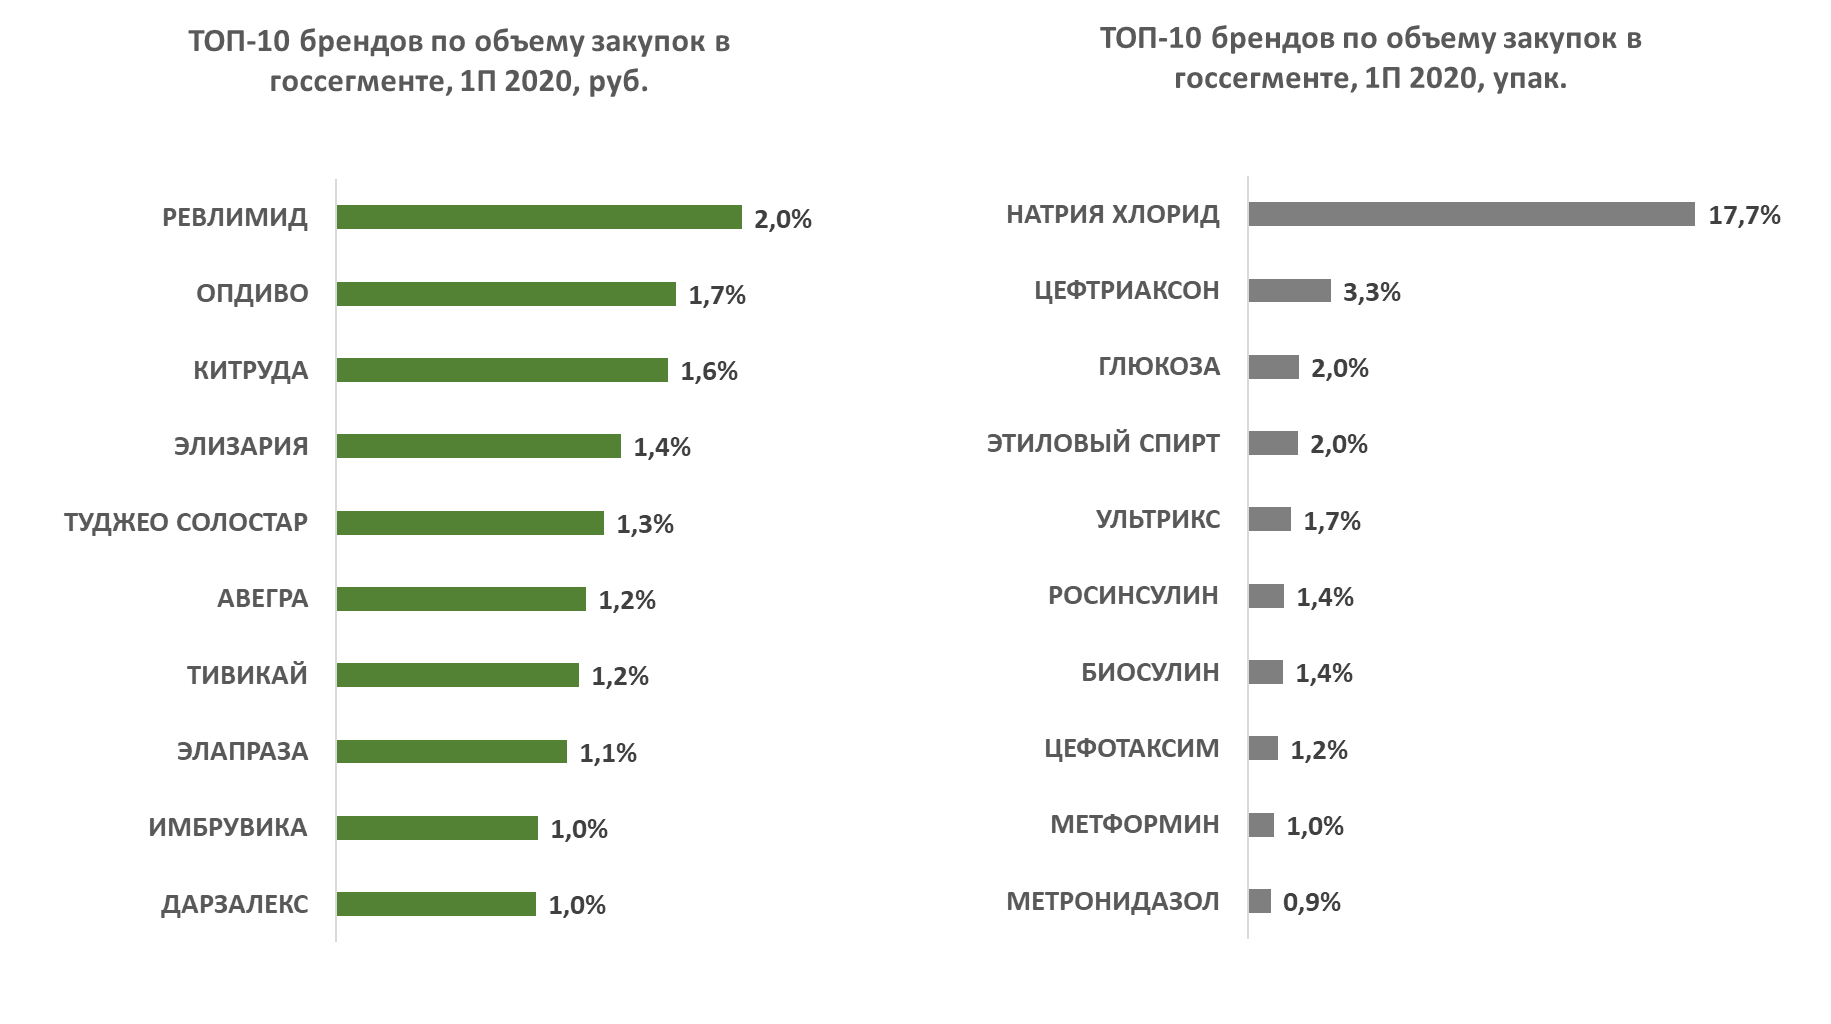 ТОП-10 брендов по объему закупок в
госсегменте, 1П 2020, руб.
РЕВЛИМИД 2,0%
ОПДИВО 1,7%
КИТРУДА 1,6%
ЭЛИЗАРИЯ 1,4%
ТУДЖЕО СОЛОСТАР 1,3%
АВЕГРА 1,2%
ТИВИКАЙ 1,2%
ЭЛАПРАЗА 1,1%
ИМБРУВИКА 1,0%
ДАРЗАЛЕКС 1,0%
ТОП-10 брендов по объему закупок в
госсегменте, 1П 2020, упак.
НАТРИЯ ХЛОРИД 17,7%
ЦЕФТРИАКСОН 3,3%
ГЛЮКОЗА 2,0%
ЭТИЛОВЫЙ СПИРТ 2,0%
УЛЬТРИКС 1,7%
РОСИНСУЛИН 1,4%
БИОСУЛИН 1,4%
ЦЕФОТАКСИМ 1,2%
МЕТФОРМИН 1,0%
МЕТРОНИДАЗОЛ 0,9%